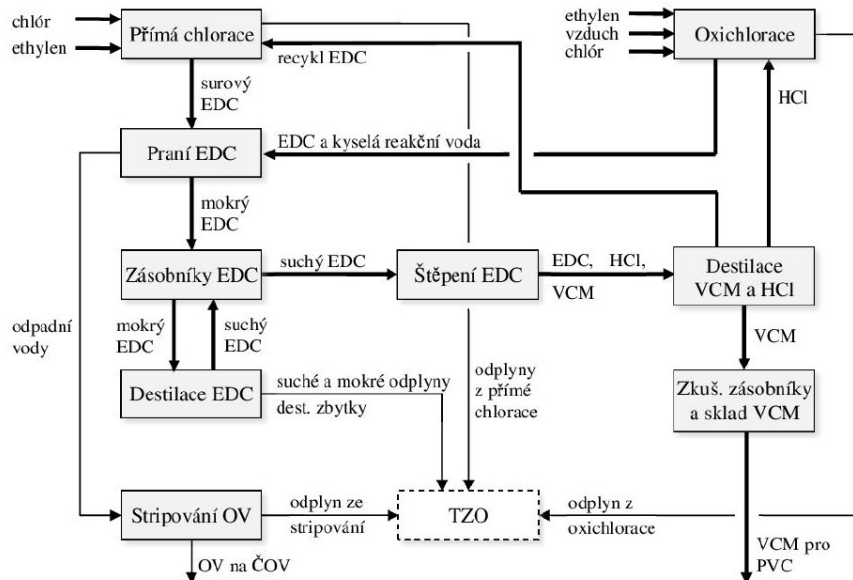 chlór
ethylen
Přímá chlorace
recykl EDC
ethylen
vzduch
chlór
Oxichlorace
HCl
surový
EDC
Praní EDC
EDC a kyselá reakční voda
mokrý
EDC
Zásobníky EDC
suchý EDC
Štěpení EDC
EDC, HCl,
VCM
Destilace
VCM a HCl
odpadní
vody
mokrý
EDC
suchý
EDC
VCM
Destilace EDC
suché a mokré odplyny
dest. zbytky
odplyny
z přímé
chlorace
Zkuš. zásobníky
a sklad VCM
Stripování OV
odplyn ze
stripování
TZO
odplyn z
oxichlorace
OV na ČOV
VCM pro
PVC